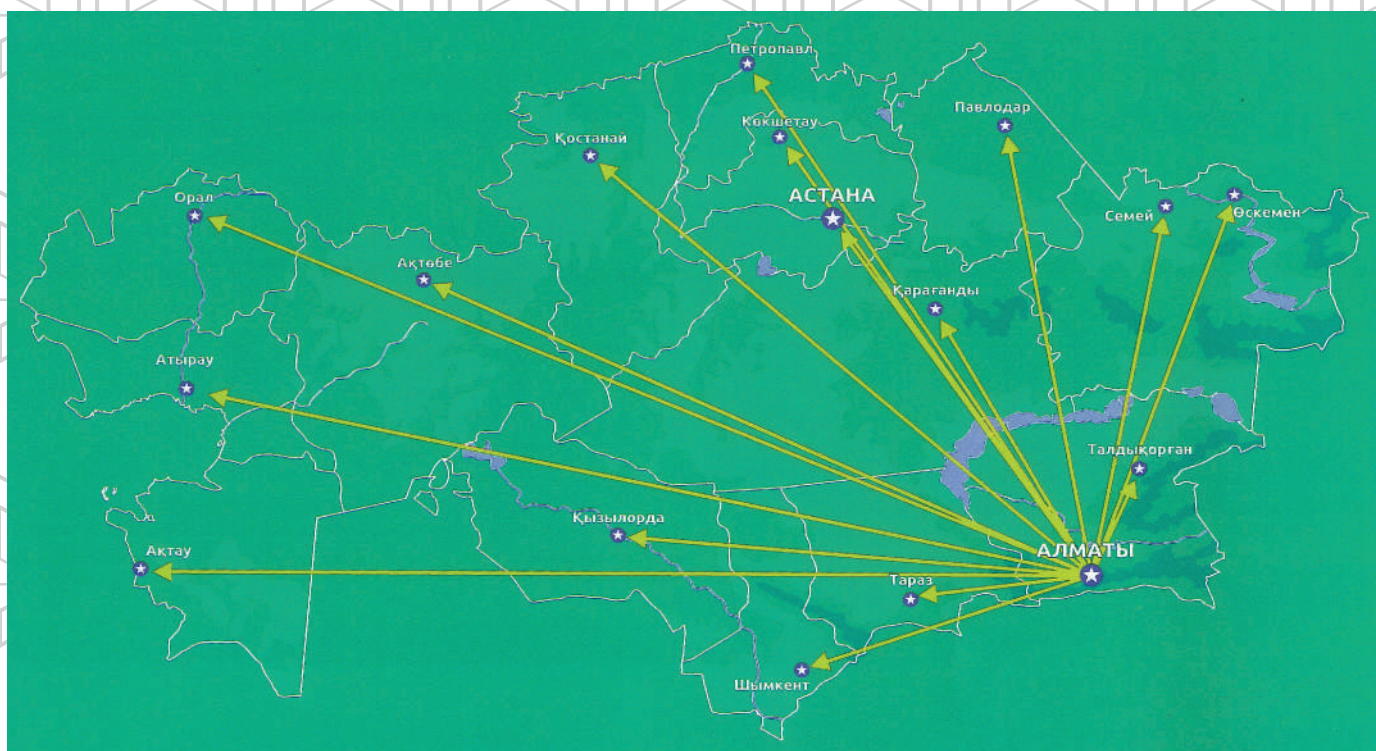 Петропавл
Павлодар
Көкшетау
Қостанай
АСТАНА
Орал
Семей
Өскемен
Ақтөбе
Қарағанды
Атырау
Талдықорған
Қызылорда
АЛМАТЫ
Ақтау
Тараз
Шымкент